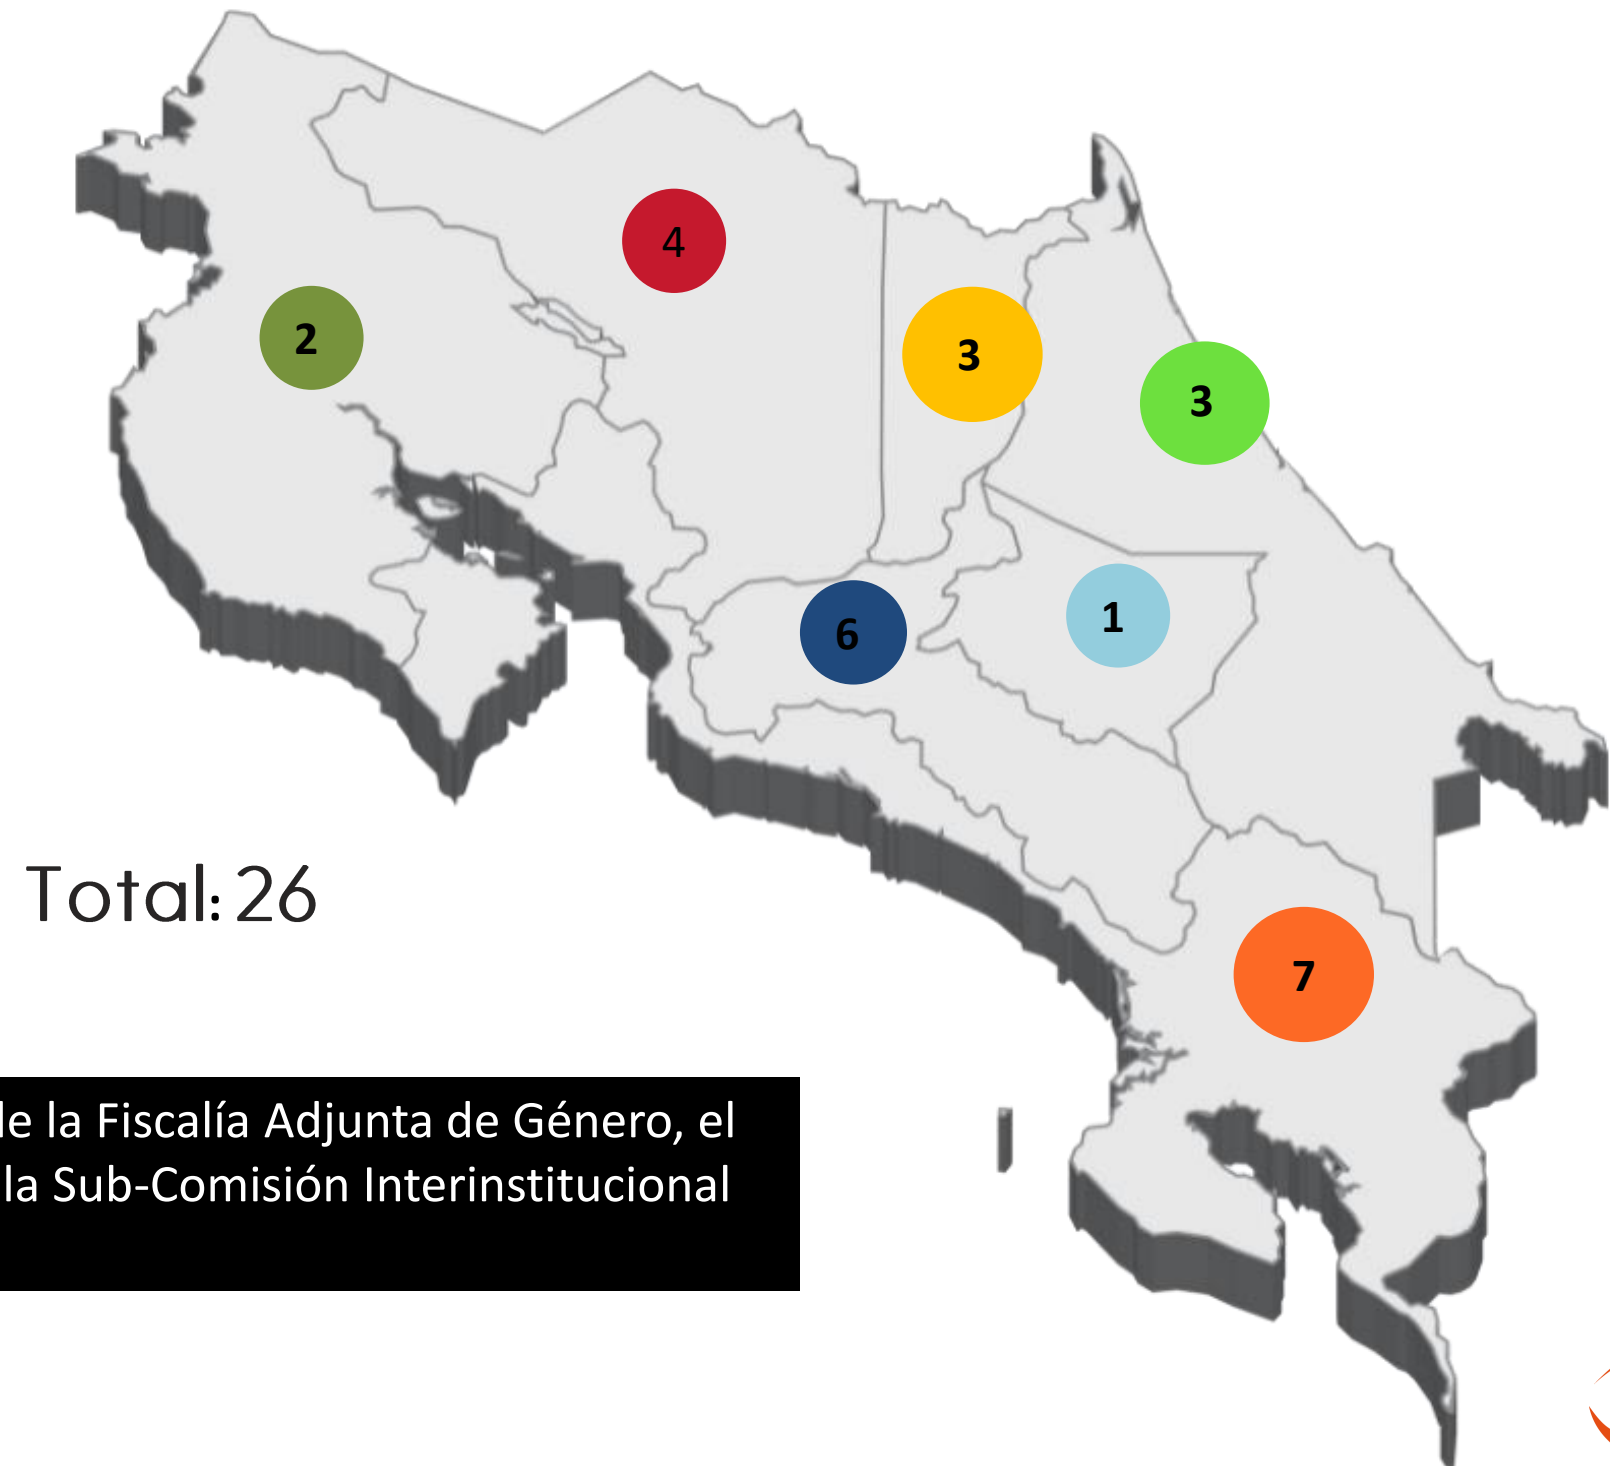 4
2
3
3
6
1
Total: 26
7
de la Fiscalía Adjunta de Género, el
la Sub-Comisión Interinstitucional